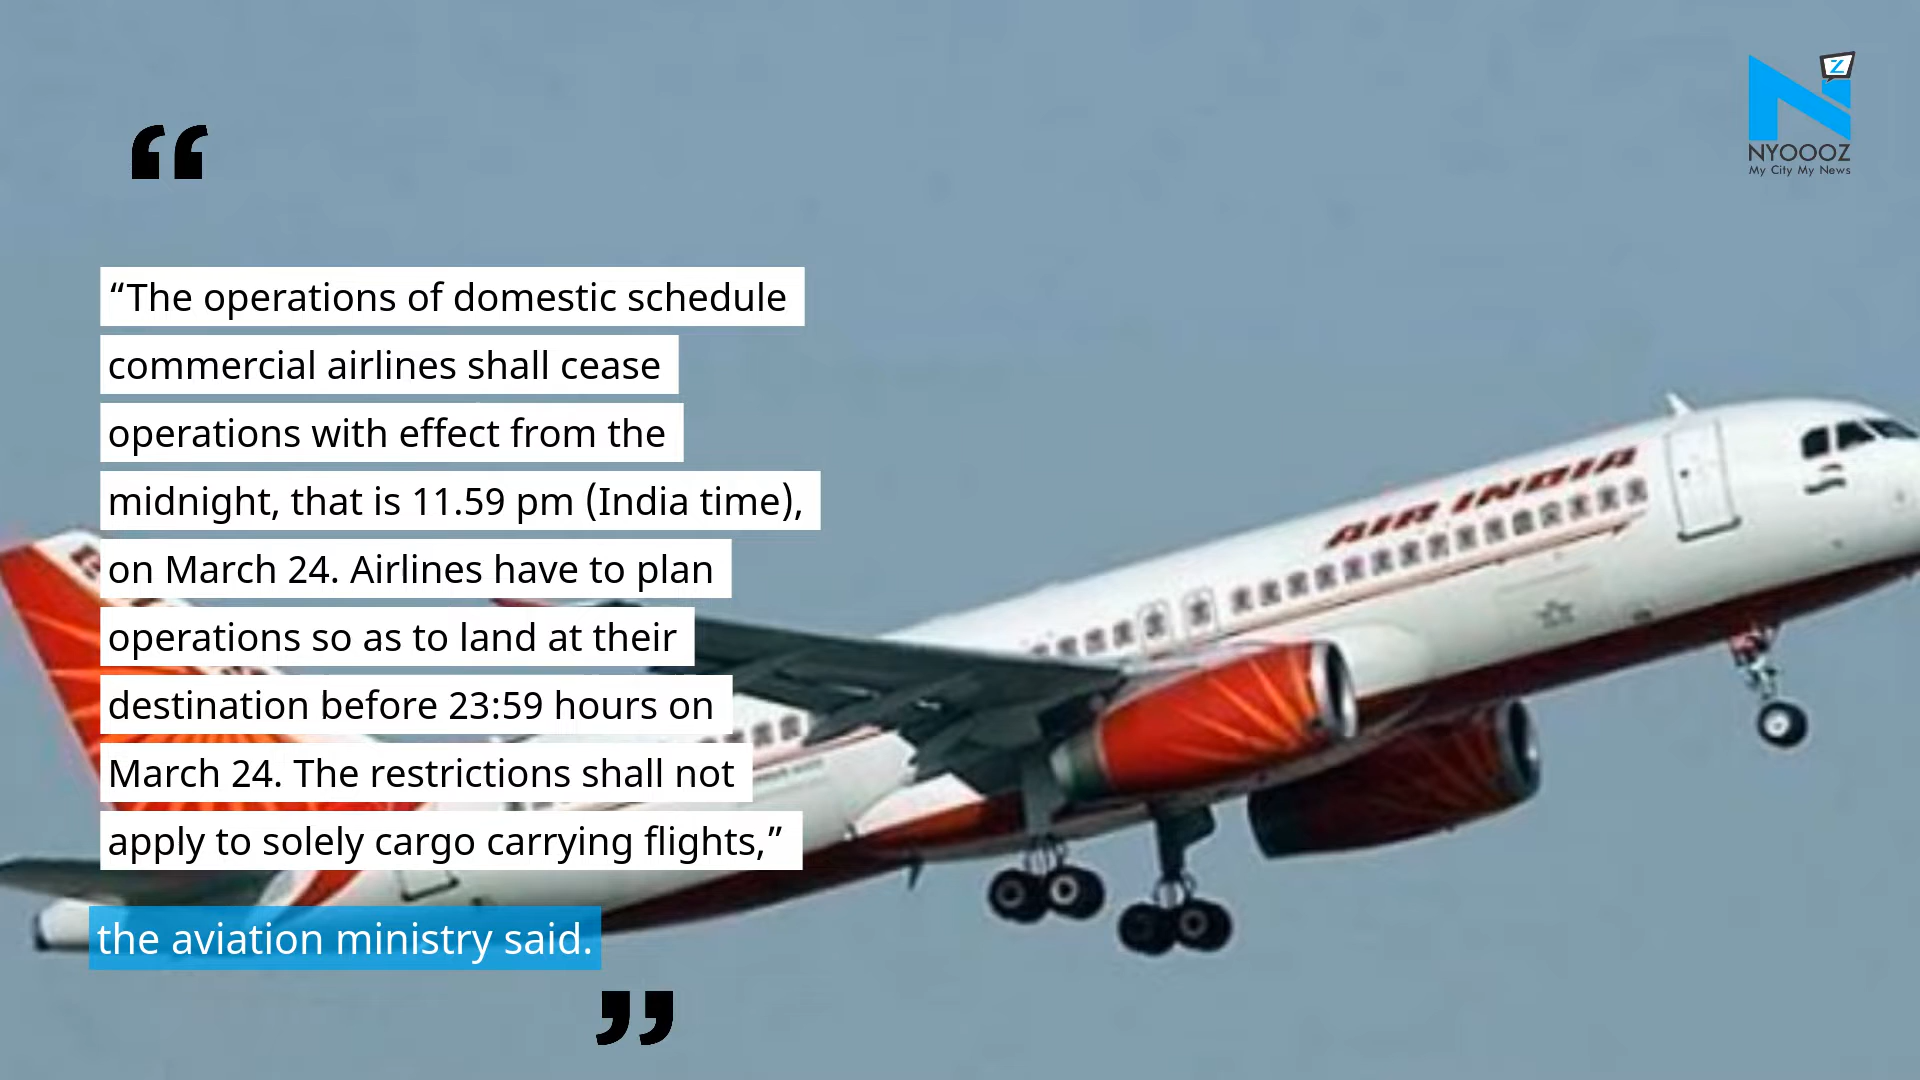 “The operations of domestic schedule
commercial airlines shall cease
operations with effect from the
midnight, that is 11.59 pm (India time),
on March 24. Airlines have to plan
operations so as to land at their
destination before 23:59 hours on
March 24. The restrictions shall not
apply to solely cargo carrying flights,”
the aviation ministry said.
Z
NYOOOZ
My City My News
AIR INDIA